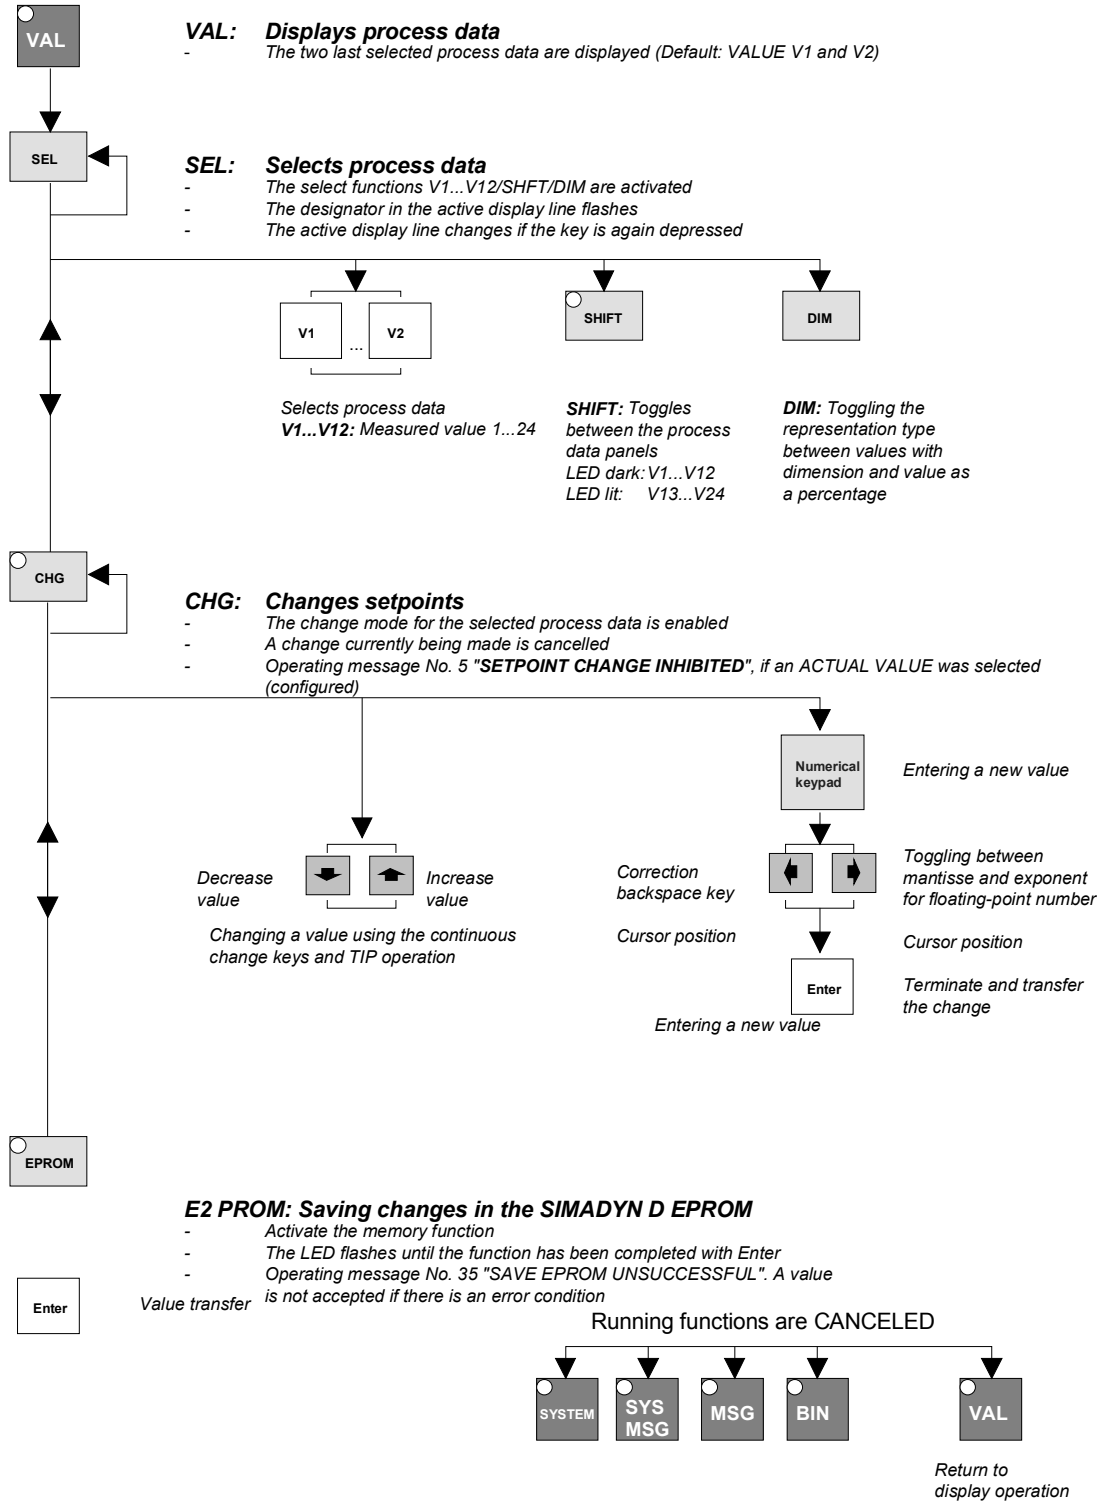 VAL
VAL: Displays process data
- The two last selected process data are displayed (Default: VALUE V1 and V2)
SEL
SEL: Selects process data
- The select functions V1...V12/SHFT/DIM are activated
- The designator in the active display line flashes
- The active display line changes if the key is again depressed
V1 ... V2
SHIFT
DIM
Selects process data
V1...V12: Measured value 1...24
SHIFT: Toggles
between the process
data panels
LED dark: V1...V12
LED lit: V13...V24
DIM: Toggling the
representation type
between values with
dimension and value as
a percentage
CHG
CHG: Changes setpoints
- The change mode for the selected process data is enabled
- A change currently being made is cancelled
- Operating message No. 5 "SETPOINT CHANGE INHIBITED", if an ACTUAL VALUE was selected
(configured)
Numerical
keypad
Entering a new value
Decrease
value
Increase
value
Changing a value using the continuous
change keys and TIP operation
Correction
backspace key
Cursor position
Toggling between
mantisse and exponent
for floating-point number
Cursor position
Enter
Terminate and transfer
the change
Entering a new value
EPROM
E2 PROM: Saving changes in the SIMADYN D EPROM
- Activate the memory function
- The LED flashes until the function has been completed with Enter
- Operating message No. 35 "SAVE EPROM UNSUCCESSFUL". A value
is not accepted if there is an error condition
Enter
Value transfer
Running functions are CANCELED
SYSTEM
SYS
MSG
MSG
BIN
VAL
Return to
display operation